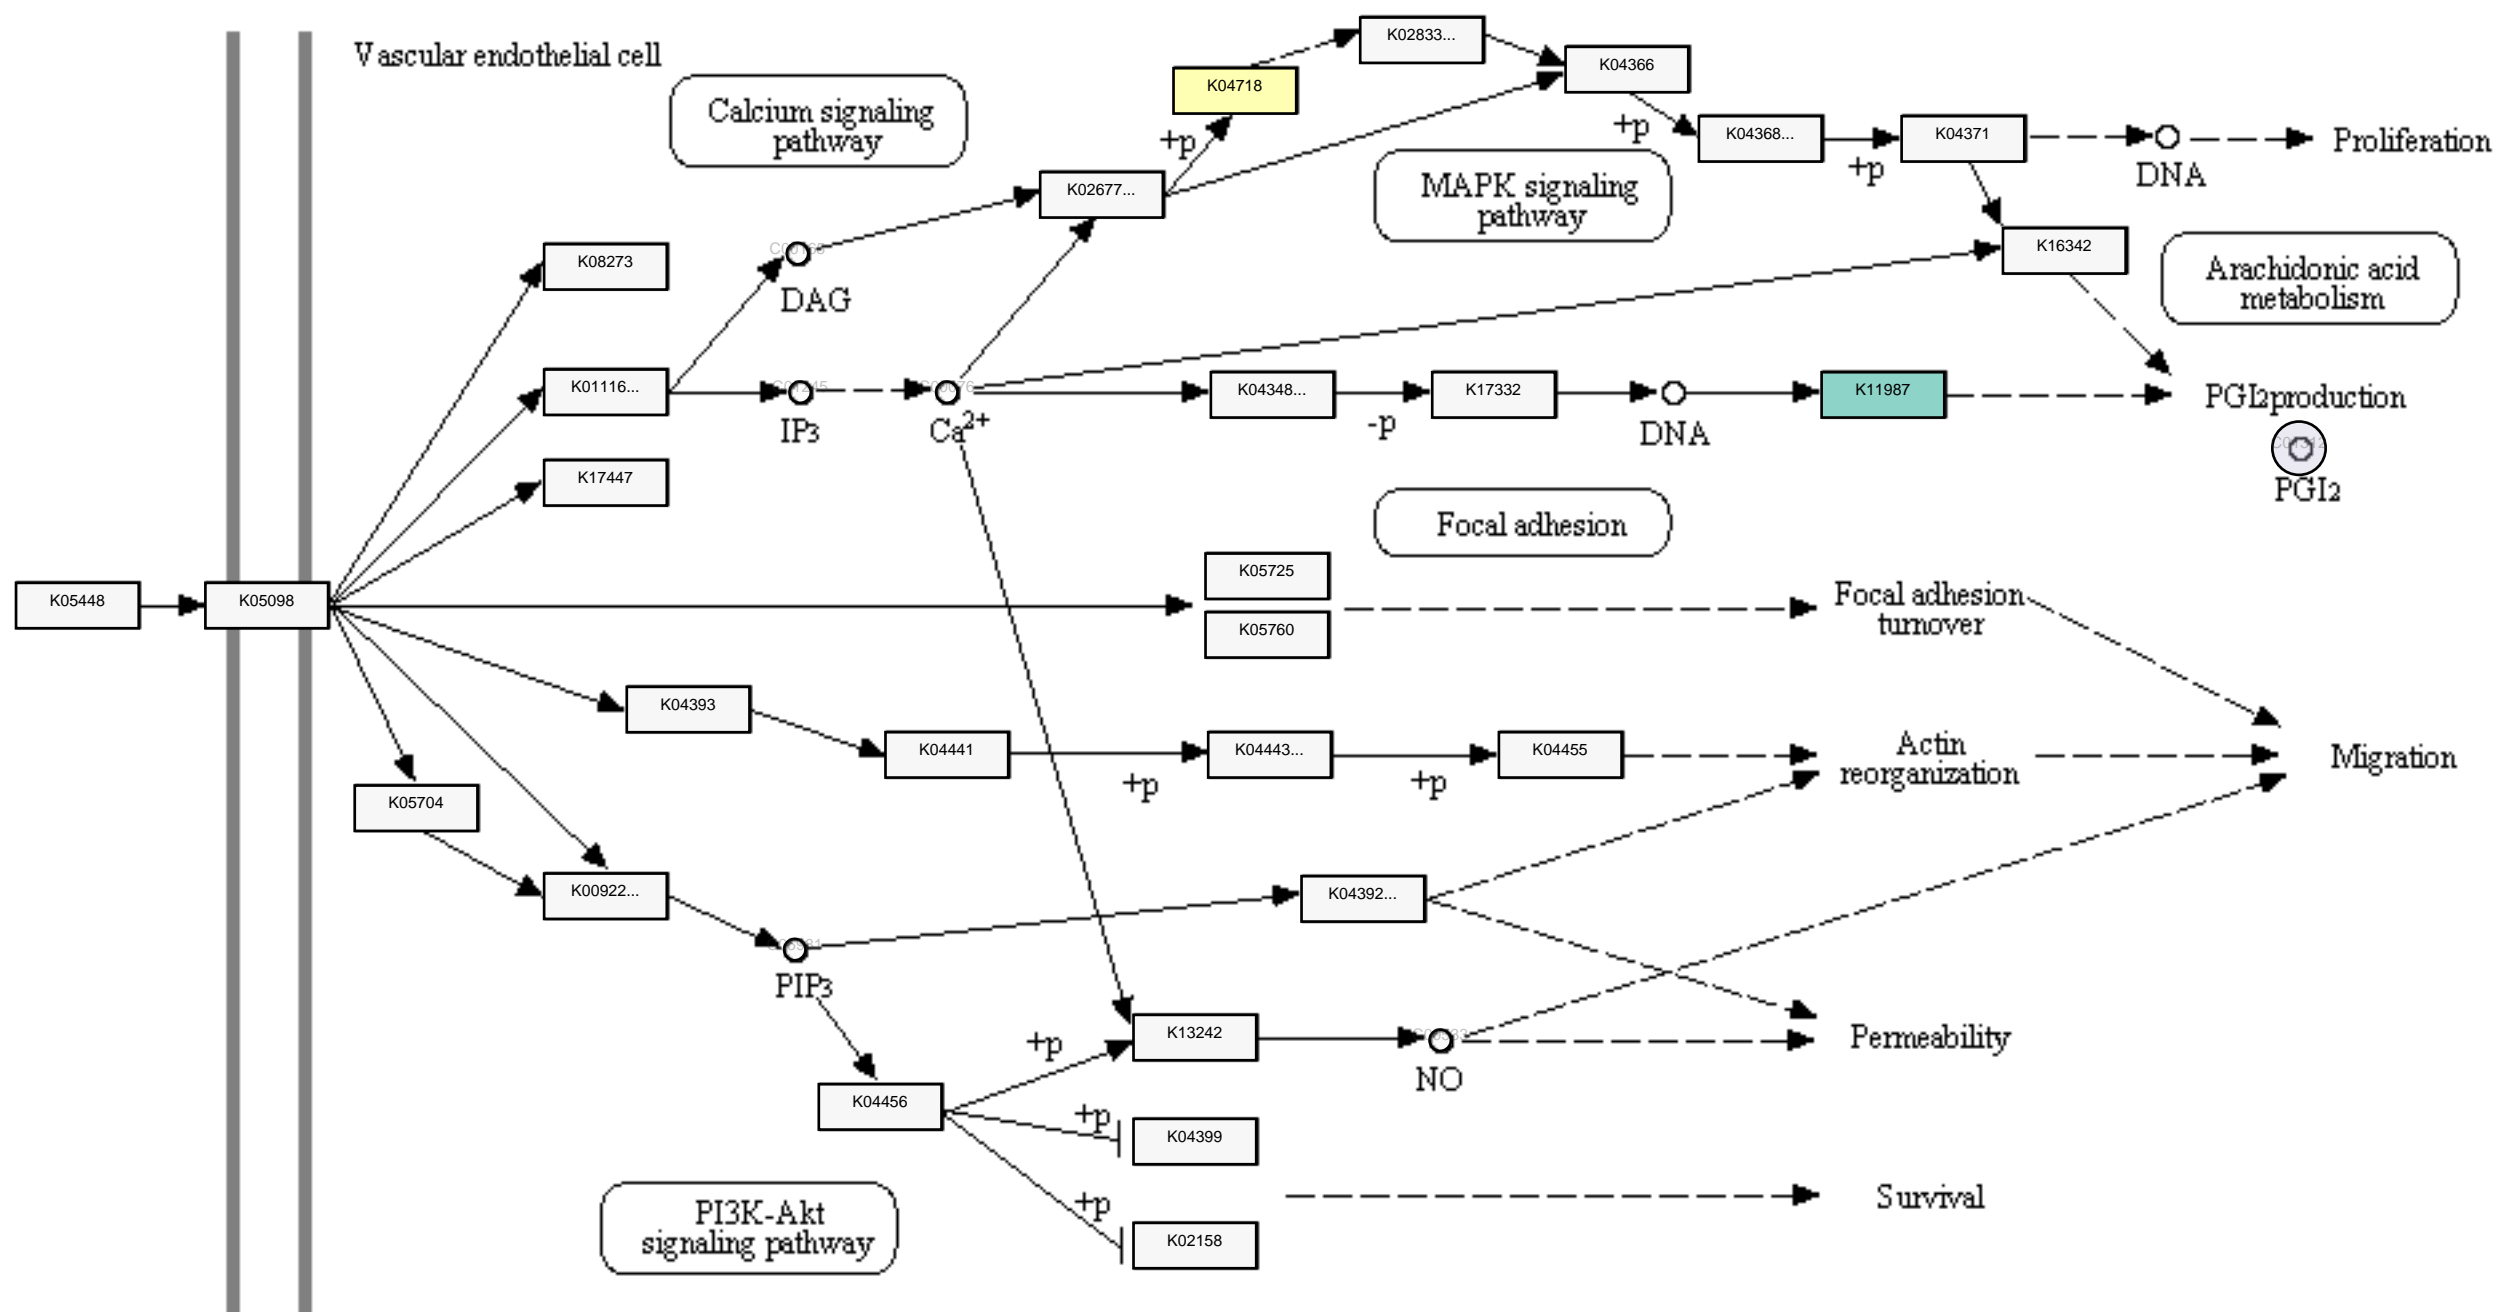 Vascular endothelial cell
K02833...
K04366
K04718
Calcium signaling
pathway
+p
+p
K04368...
K04371
+p
DNA
Proliferation
K02677...
MAPK signaling
pathway
K08273
DAG
K16342
Arachidonic acid
metabolism
K01116...
IP3
Ca2+
K04348...
-p
K17332
DNA
K11987
PGI2production
PGI2
K17447
Focal adhesion
K05448
K05098
K05725
K05760
Focal adhesion
turnover
K04393
K04441
+p
K04443...
+p
K04455
Actin
reorganization
Migration
K05704
K00922...
K04392...
PIP3
K13242
NO
Permeability
+p
K04456
+p
K04399
+p
K02158
Survival
PI3K-Akt
signaling pathway